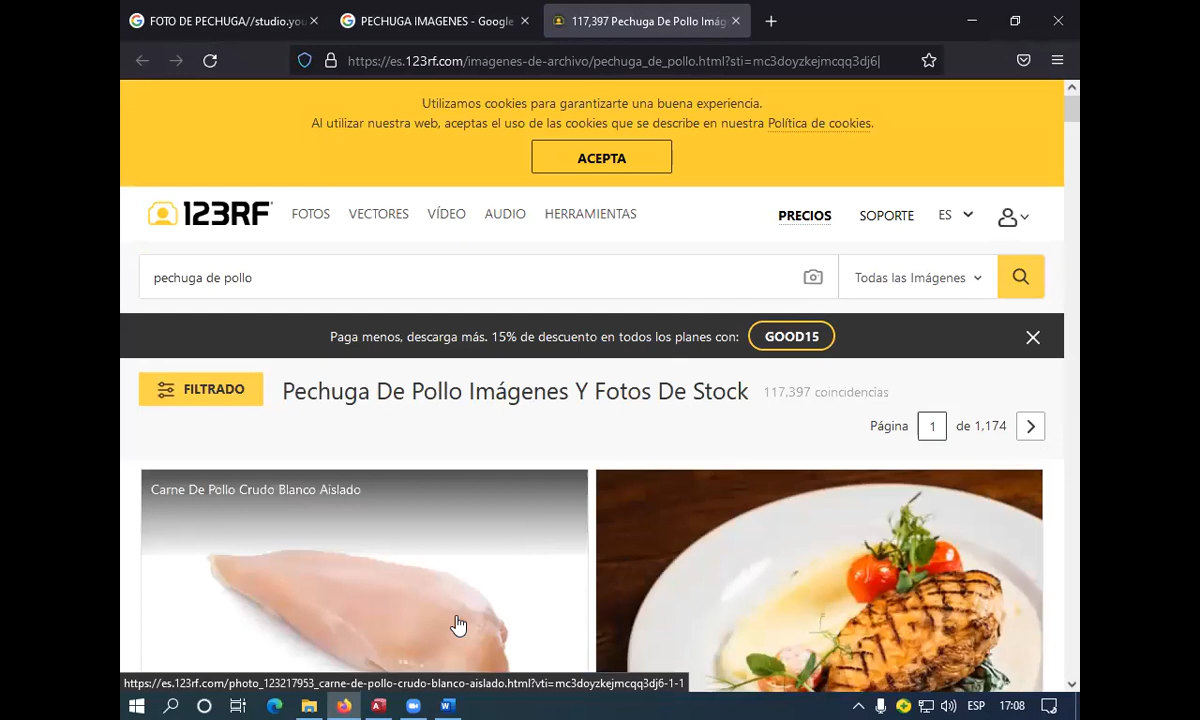 FOTO DE PECHUGA//studio.you
PECHUGA IMAGENES - Google
117,397 Pechuga De Pollo Imág
https://es.123rf.com/imagenes-de-archivo/pechuga_de_pollo.html?sti=mc3doyzkejmcqq3dj6|
Utilizamos cookies para garantizarte una buena experiencia.
Al utilizar nuestra web, aceptas el uso de las cookies que se describe en nuestra Política de cookies.
ACEPTA
123RF FOTOS VECTORES VÍDEO AUDIO HERRAMIENTAS PRECIOS SOPORTE ES
pechuga de pollo Todas las Imágenes
Paga menos, descarga más. 15% de descuento en todos los planes con: GOOD15
FILTRADO Pechuga De Pollo Imágenes Y Fotos De Stock 117,397 coincidencias
Página 1 de 1,174
Carne De Pollo Crudo Blanco Aislado
https://es.123rf.com/photo_123217953_carne-de-pollo-crudo-blanco-aislado.html?vti=mc3doyzkejmcqq3dj6-1-1
ESP 17:08